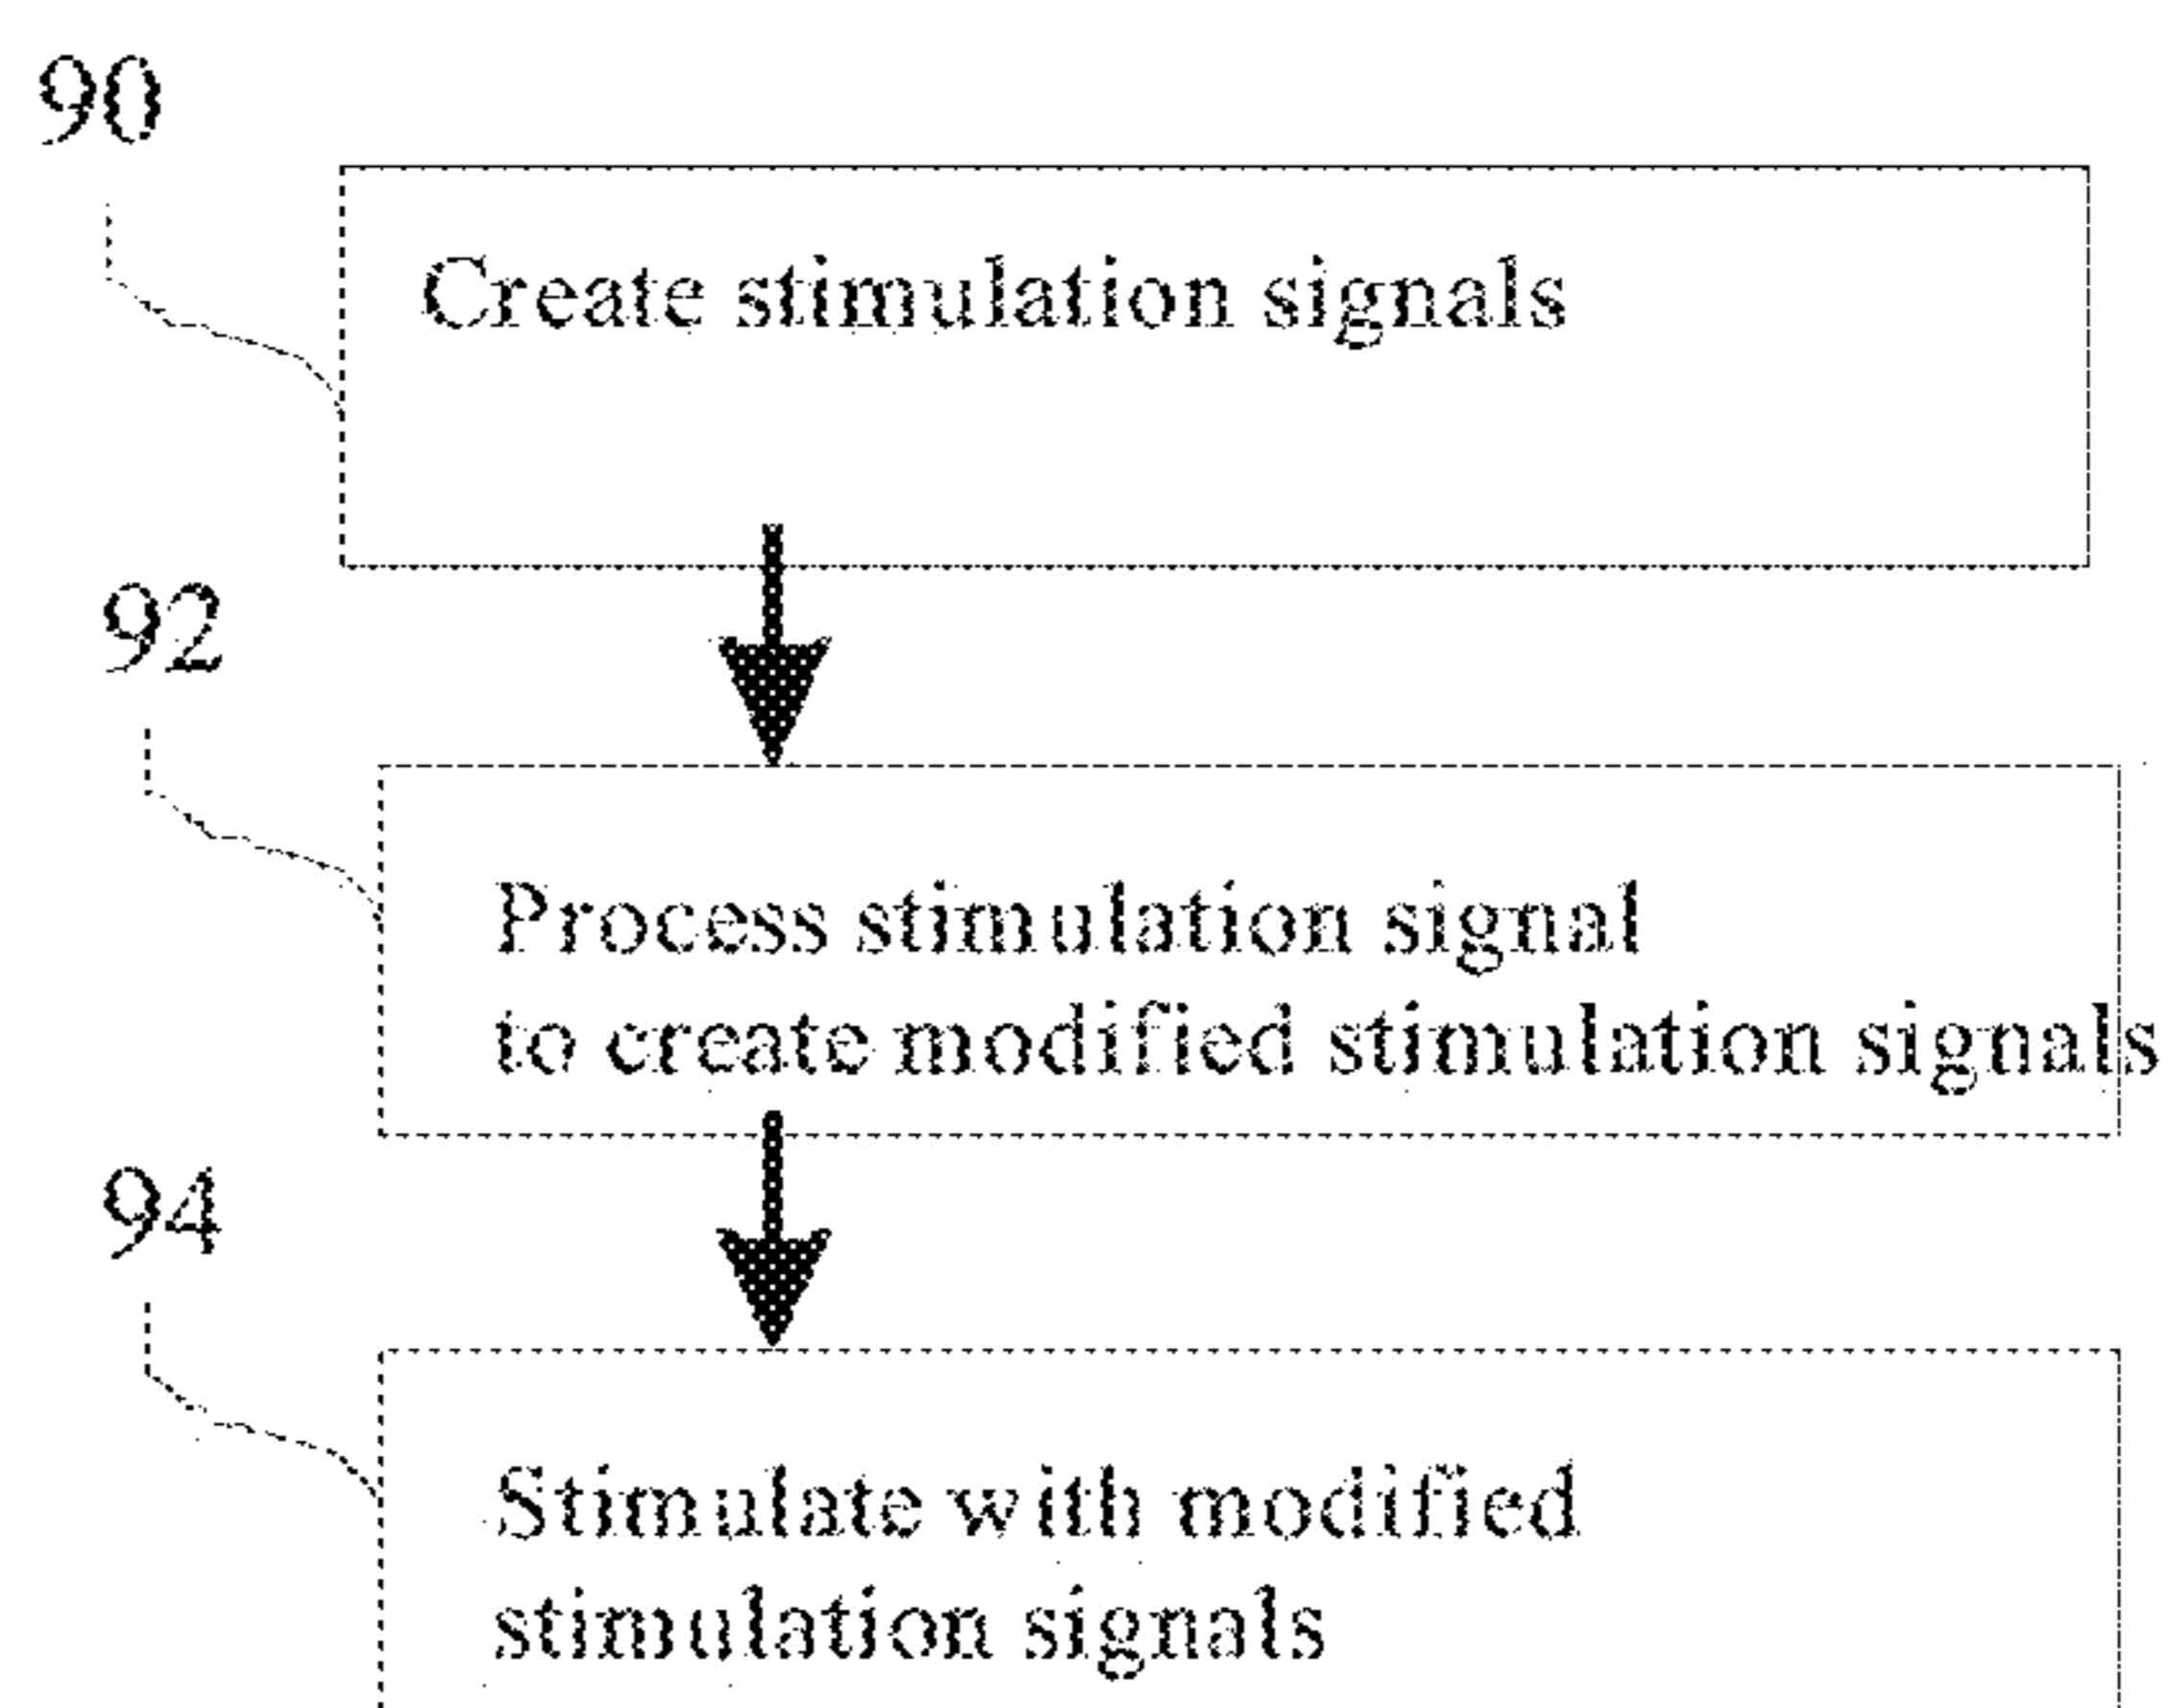 90
Create stimulation signals
92
Process stimulation signal
to create modified stimulation signals
94
Stimulate with modified
stimulation signals